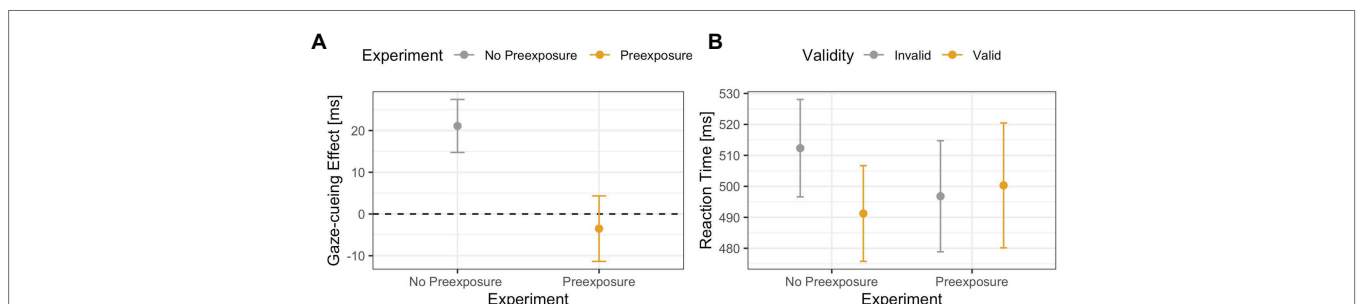 A
Experiment No Preexposure Preexposure
Gaze-cueing Effect [ms]
20
10
0
-10
No Preexposure Preexposure
Experiment
B
Validity Invalid Valid
Reaction Time [ms]
530
520
510
500
490
480
No Preexposure Preexposure
Experiment